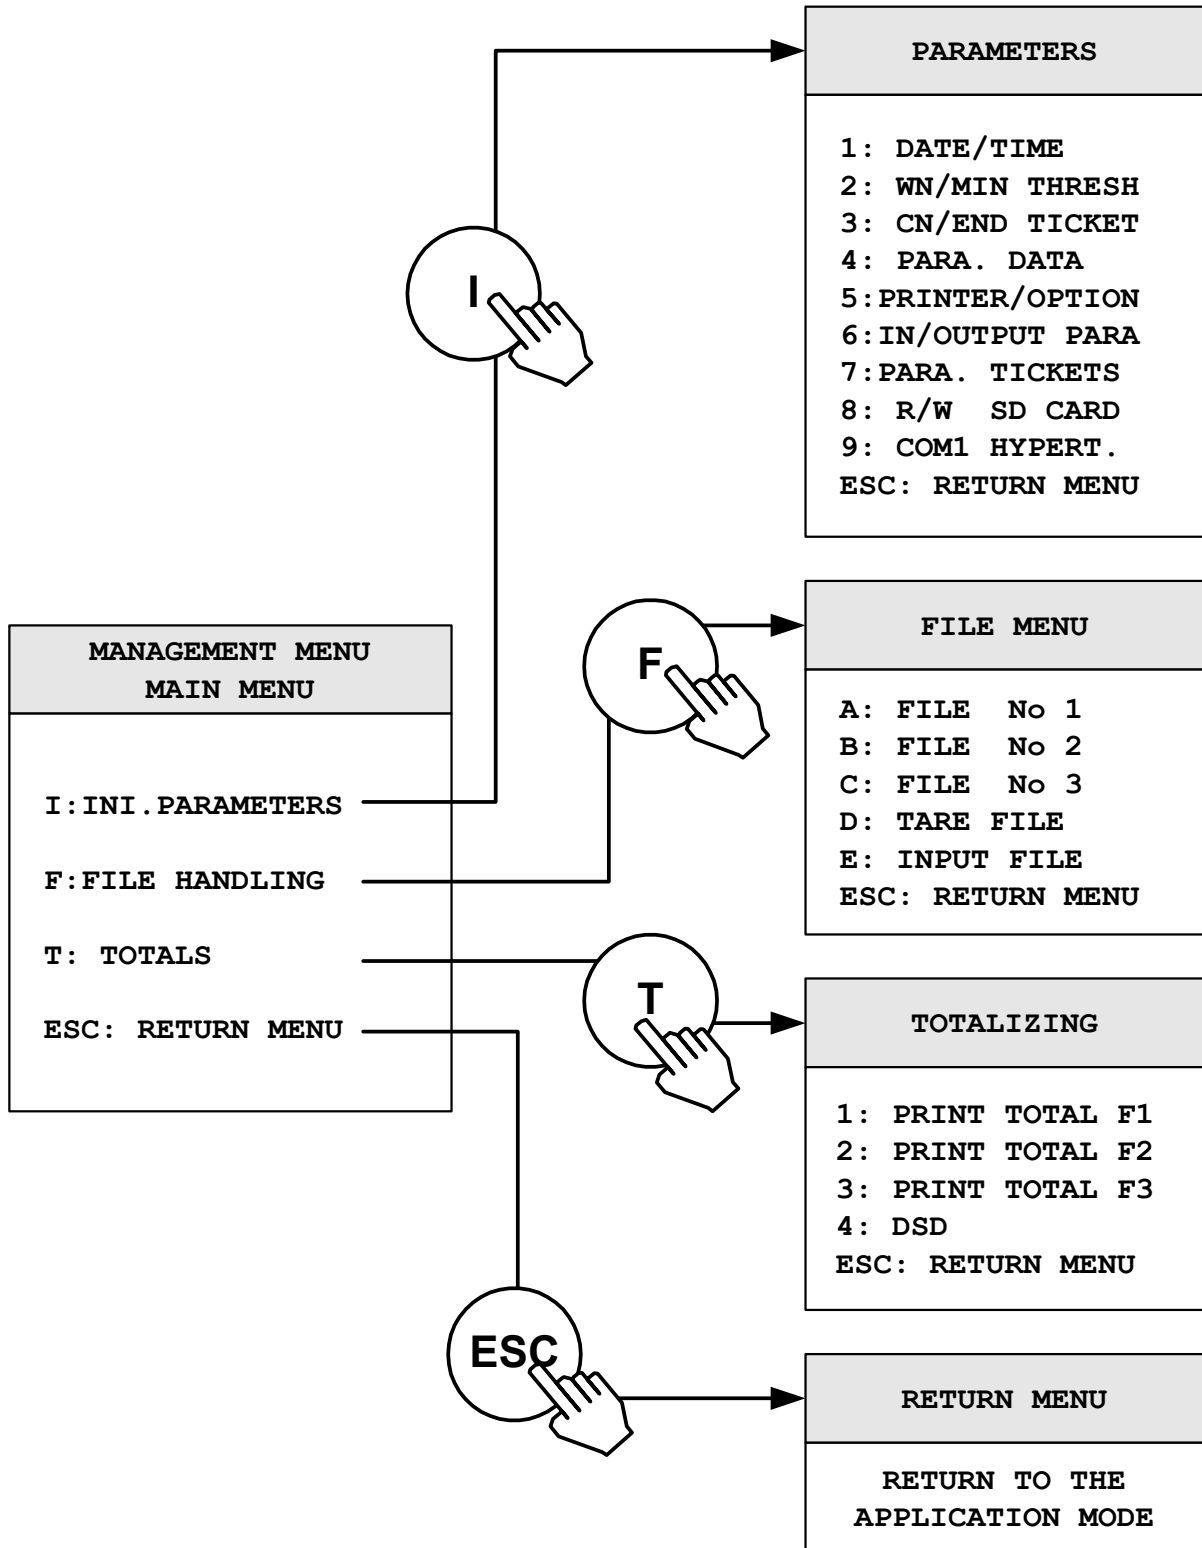 PARAMETERS
1: DATE/TIME
2: WN/MIN THRESH
3: CN/END TICKET
4: PARA. DATA
5:PRINTER/OPTION
6:IN/OUTPUT PARA
7:PARA. TICKETS
8: R/W SD CARD
9: COM1 HYPERT.
ESC: RETURN MENU
I
MANAGEMENT MENU
MAIN MENU
I:INI.PARAMETERS
F:FILE HANDLING
T: TOTALS
ESC: RETURN MENU
F
FILE MENU
A: FILE No 1
B: FILE No 2
C: FILE No 3
D: TARE FILE
E: INPUT FILE
ESC: RETURN MENU
T
TOTALIZING
1: PRINT TOTAL F1
2: PRINT TOTAL F2
3: PRINT TOTAL F3
4: DSD
ESC: RETURN MENU
ESC
RETURN MENU
RETURN TO THE
APPLICATION MODE